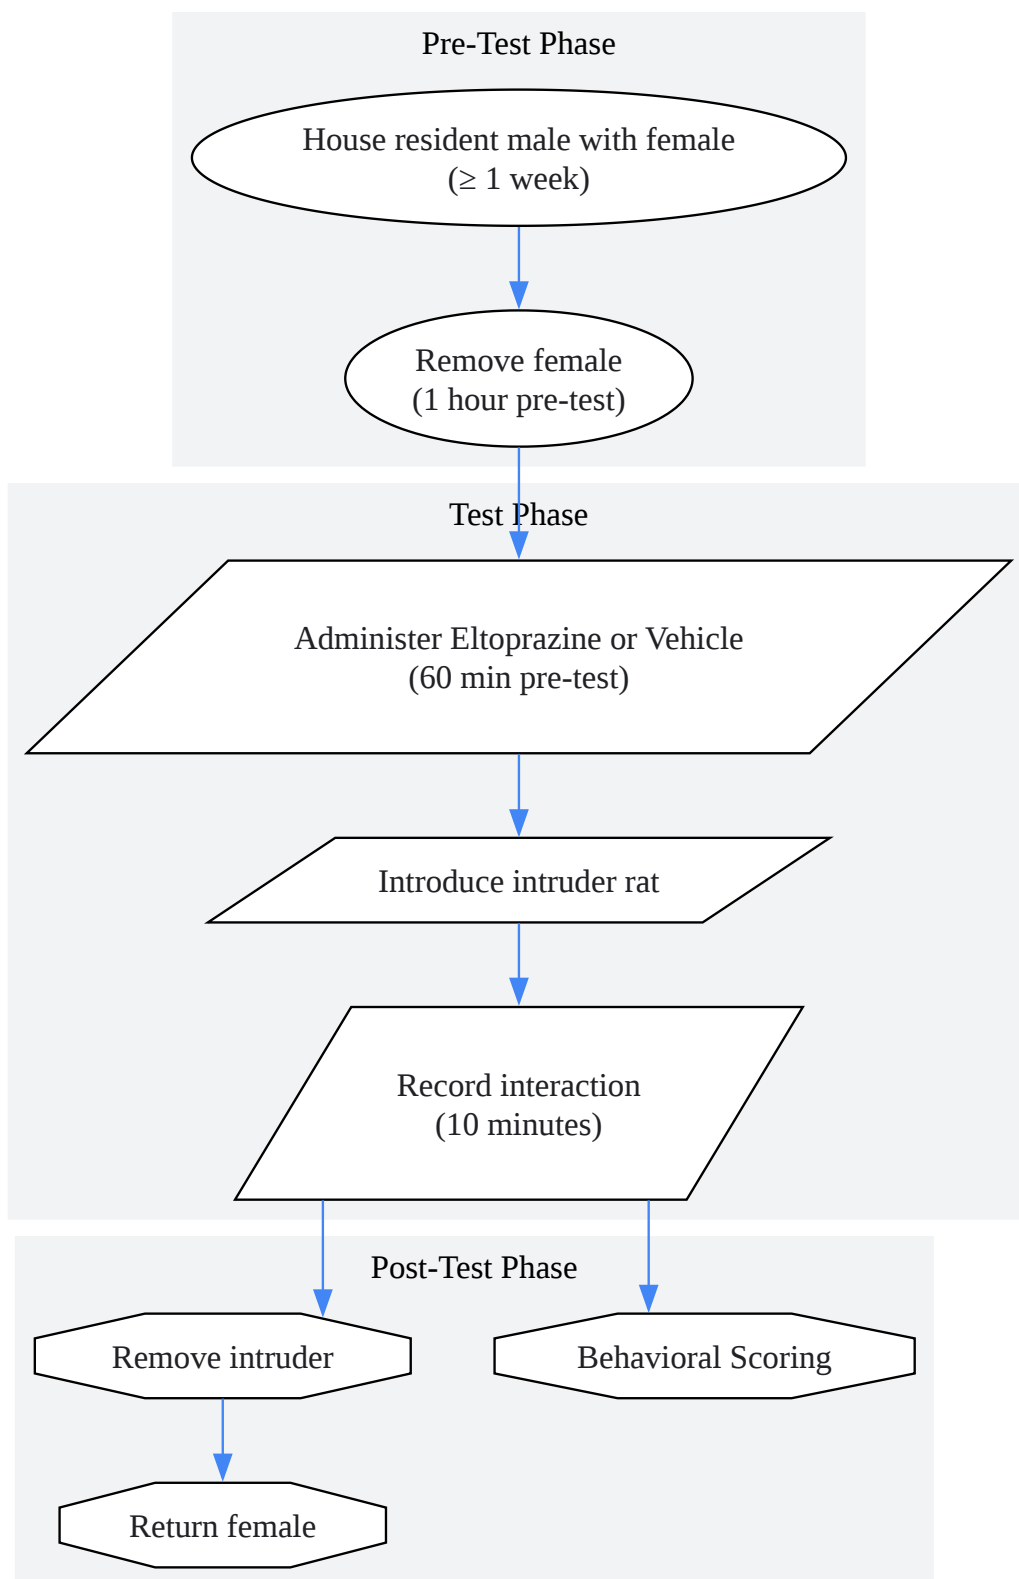 Pre-Test Phase
House resident male with female
(≥ 1 week)
Remove female
(1 hour pre-test)
Test Phase
Administer Eltoprazine or Vehicle
(60 min pre-test)
Introduce intruder rat
Record interaction
(10 minutes)
Post-Test Phase
Remove intruder
Behavioral Scoring
Return female